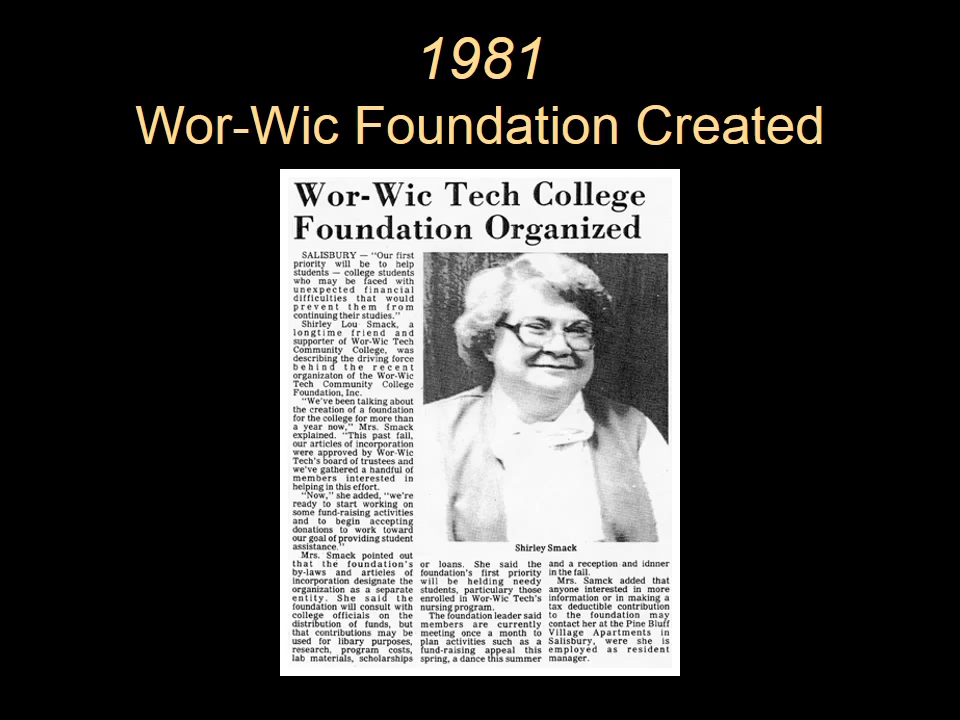 1981
Wor-Wic Foundation Created
Wor-Wic Tech College
Foundation Organized
SALISBURY — "Our first
priority will be to help
students — college students
who may be faced with
unexpected financial
difficulties that would
prevent them from
continuing their studies."
Shirley Lou Smack, a
longtime friend and
supporter of Wor-Wic Tech
Community College, was
describing the driving force
behind the recent
organizaton of the Wor-Wic
Tech Community College
Foundation, Inc.
"We've been talking about
the creation of a foundation
for the college for more than
a year now," Mrs. Smack
explained. "This past fall,
our articles of incorporation
were approved by Wor-Wic
Tech's board of trustees and
we've gathered a handful of
members interested in
helping in this effort.
"Now," she added, "we're
ready to start working on
some fund-raising activities
and to begin accepting
donations to work toward
our goal of providing student
assistance."
Mrs. Smack pointed out
that the foundation's
by-laws and articles of
incorporation designate the
organization as a separate
entity. She said the
foundation will consult with
college officials on the
distribution of funds, but
that contributions may be
used for libary purposes,
research, program costs,
lab materials, scholarships
Shirley Smack
or loans. She said the
foundation's first priority
will be helding needy
students, particulary those
enrolled in Wor-Wic Tech's
nursing program.
The foundation leader said
members are currently
meeting once a month to
plan activities such as a
fund-raising appeal this
spring, a dance this summer
and a reception and idnner
in the fall.
Mrs. Samck added that
anyone interested in more
information or in making a
tax deductible contribution
to the foundation may
contact her at the Pine Bluff
Village Apartments in
Salisbury, were she is
employed as resident
manager.